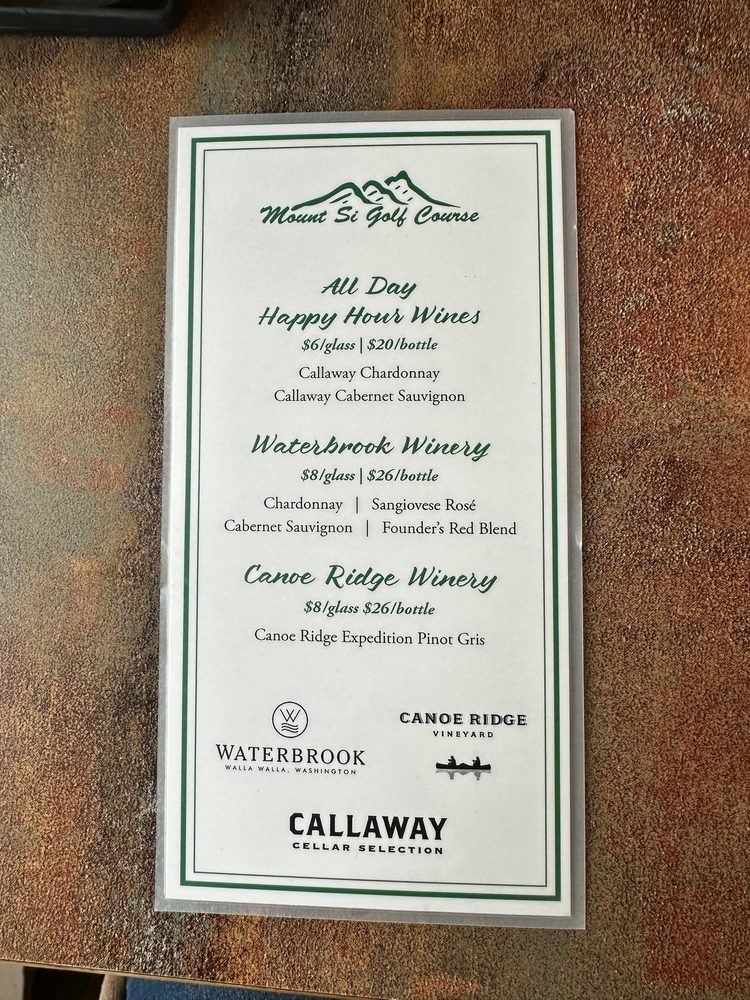 Mount Si Golf Course
All Day
Happy Hour Wines
$6/glass | $20/bottle
Callaway Chardonnay
Callaway Cabernet Sauvignon
Waterbrook Winery
$8/glass | $26/bottle
Chardonnay | Sangiovese Rosé
Cabernet Sauvignon | Founder's Red Blend
Canoe Ridge Winery
$8/glass $26/bottle
Canoe Ridge Expedition Pinot Gris
W
WATERBROOK
WALLA WALLA, WASHINGTON
CANOE RIDGE
VINEYARD
CALLAWAY
CELLAR SELECTION